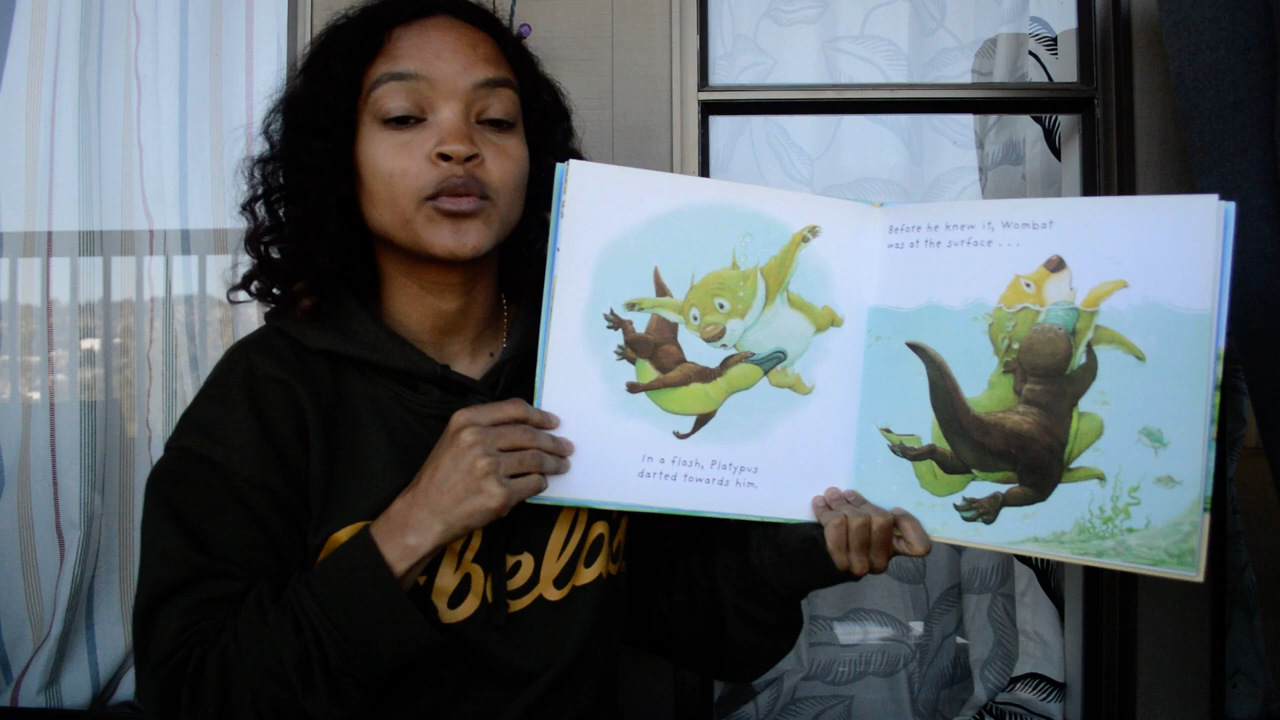 In a flash, Platypus
darted towards him.
Before he knew it, Wombat
was at the surface . . .